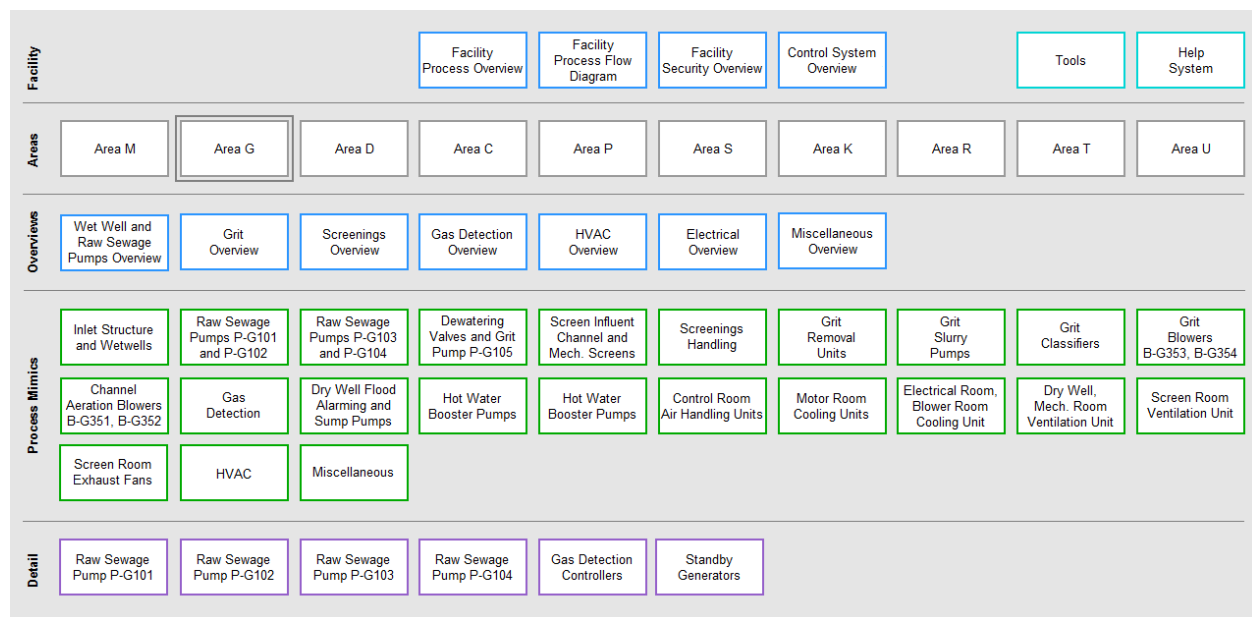 Facility
Facility
Process Overview
Facility
Process Flow
Diagram
Facility
Security Overview
Control System
Overview
Tools
Help
System
Areas
Area M
Area G
Area D
Area C
Area P
Area S
Area K
Area R
Area T
Area U
Overviews
Wet Well and
Raw Sewage
Pumps Overview
Grit
Overview
Screenings
Overview
Gas Detection
Overview
HVAC
Overview
Electrical
Overview
Miscellaneous
Overview
Process Mimics
Inlet Structure
and Wetwells
Raw Sewage
Pumps P-G101
and P-G102
Raw Sewage
Pumps P-G103
and P-G104
Dewatering
Valves and Grit
Pump P-G105
Screen Influent
Channel and
Mech. Screens
Screenings
Handling
Grit
Removal
Units
Grit
Slurry
Pumps
Grit
Classifiers
Grit
Blowers
B-G353, B-G354
Channel
Aeration Blowers
B-G351, B-G352
Gas
Detection
Dry Well Flood
Alarming and
Sump Pumps
Hot Water
Booster Pumps
Hot Water
Booster Pumps
Control Room
Air Handling Units
Motor Room
Cooling Units
Electrical Room,
Blower Room
Cooling Unit
Dry Well,
Mech. Room
Ventilation Unit
Screen Room
Ventilation Unit
Screen Room
Exhaust Fans
HVAC
Miscellaneous
Detail
Raw Sewage
Pump P-G101
Raw Sewage
Pump P-G102
Raw Sewage
Pump P-G103
Raw Sewage
Pump P-G104
Gas Detection
Controllers
Standby
Generators